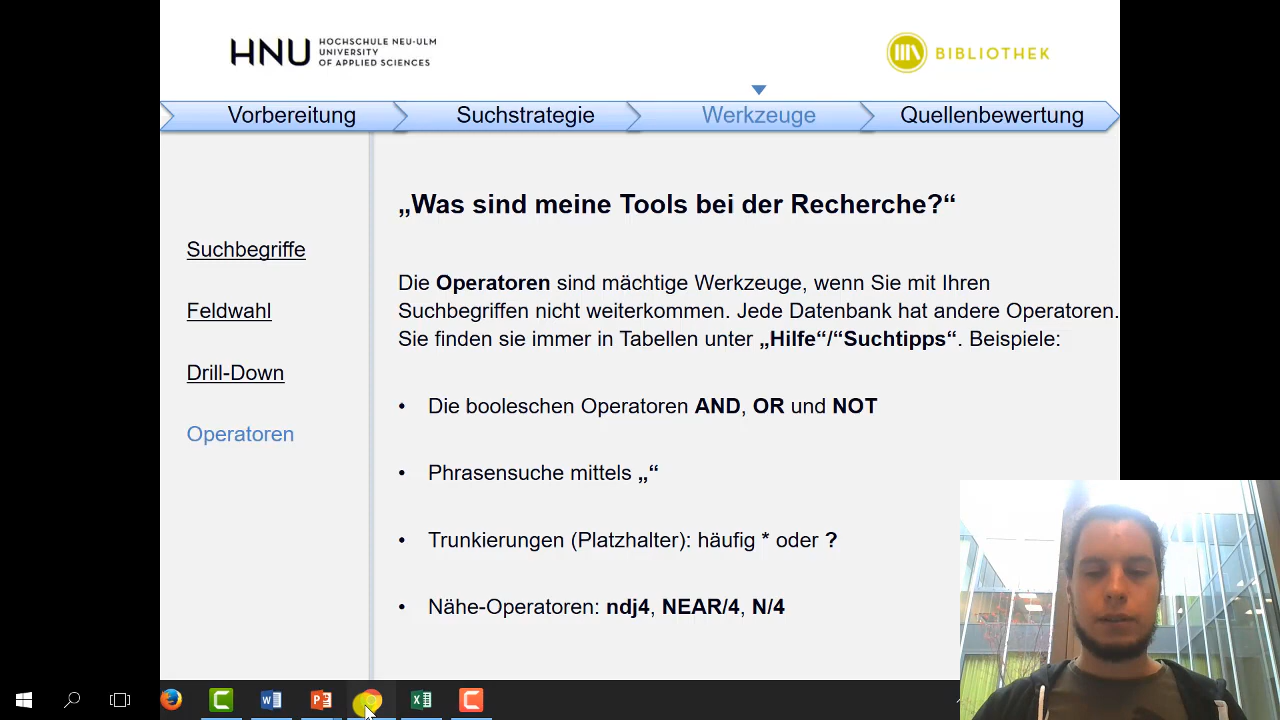 HNU HOCHSCHULE NEU-ULM
UNIVERSITY
OF APPLIED SCIENCES
BIBLIOTHEK
Vorbereitung
Suchstrategie
Werkzeuge
Quellenbewertung
„Was sind meine Tools bei der Recherche?“
Suchbegriffe
Feldwahl
Drill-Down
Operatoren
Die Operatoren sind mächtige Werkzeuge, wenn Sie mit Ihren
Suchbegriffen nicht weiterkommen. Jede Datenbank hat andere Operatoren.
Sie finden sie immer in Tabellen unter „Hilfe“/“Suchtipps“. Beispiele:
• Die booleschen Operatoren AND, OR und NOT
• Phrasensuche mittels „“
• Trunkierungen (Platzhalter): häufig * oder ?
• Nähe-Operatoren: ndj4, NEAR/4, N/4